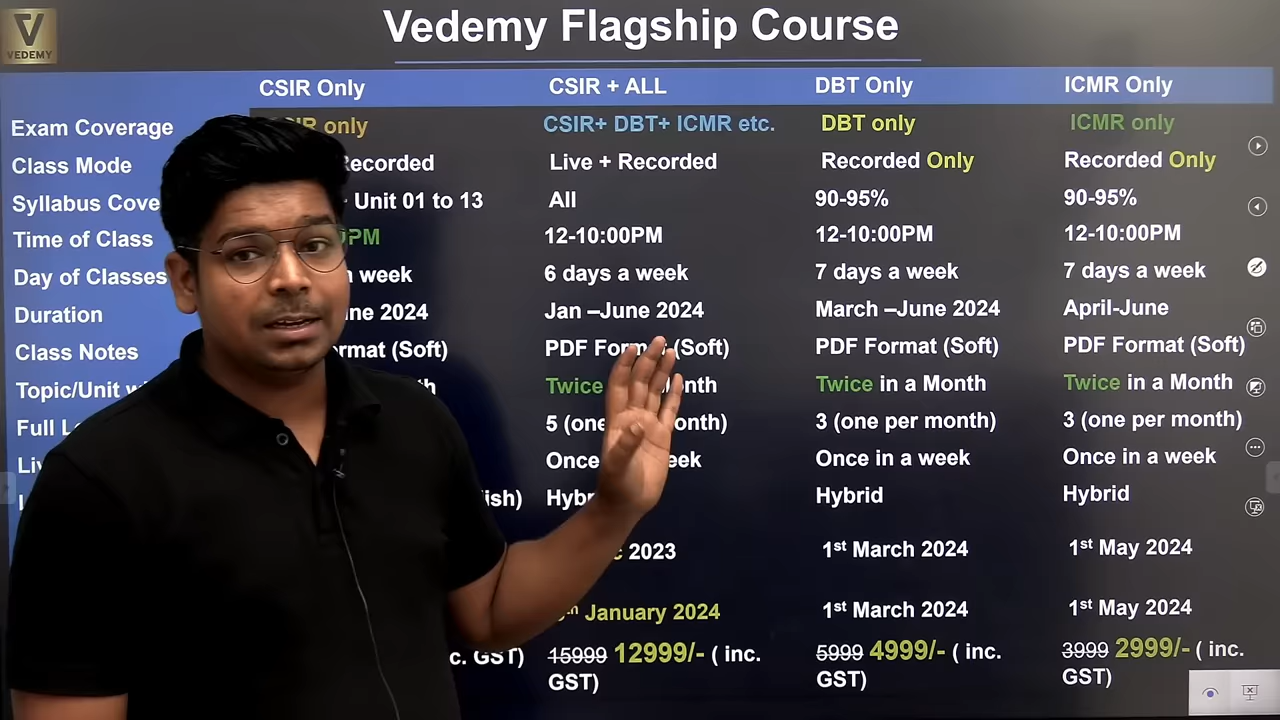 VEDEMY
Vedemy Flagship Course
CSIR Only CSIR + ALL DBT Only ICMR Only
Exam Coverage only CSIR+ DBT+ ICMR etc. DBT only ICMR only
Class Mode Recorded Live + Recorded Recorded Only Recorded Only
Syllabus Unit 01 to 13 All 90-95% 90-95%
Time of Class 12-10:00PM 12-10:00PM 12-10:00PM
Day of Classes week 6 days a week 7 days a week 7 days a week
Duration 2024 Jan –June 2024 March –June 2024 April-June
Class Notes (Soft) PDF Format (Soft) PDF Format (Soft) PDF Format (Soft)
Topic/Unit Twice Twice in a Month Twice in a Month
Full 5 (one 3 (one per month) 3 (one per month)
Once Once in a week Once in a week
Hybrid Hybrid
2023 1st March 2024 1st May 2024
January 2024 1st March 2024 1st May 2024
GST) 15999 12999/- ( inc. 5999 4999/- ( inc. 3999 2999/- ( inc.
GST) GST) GST)